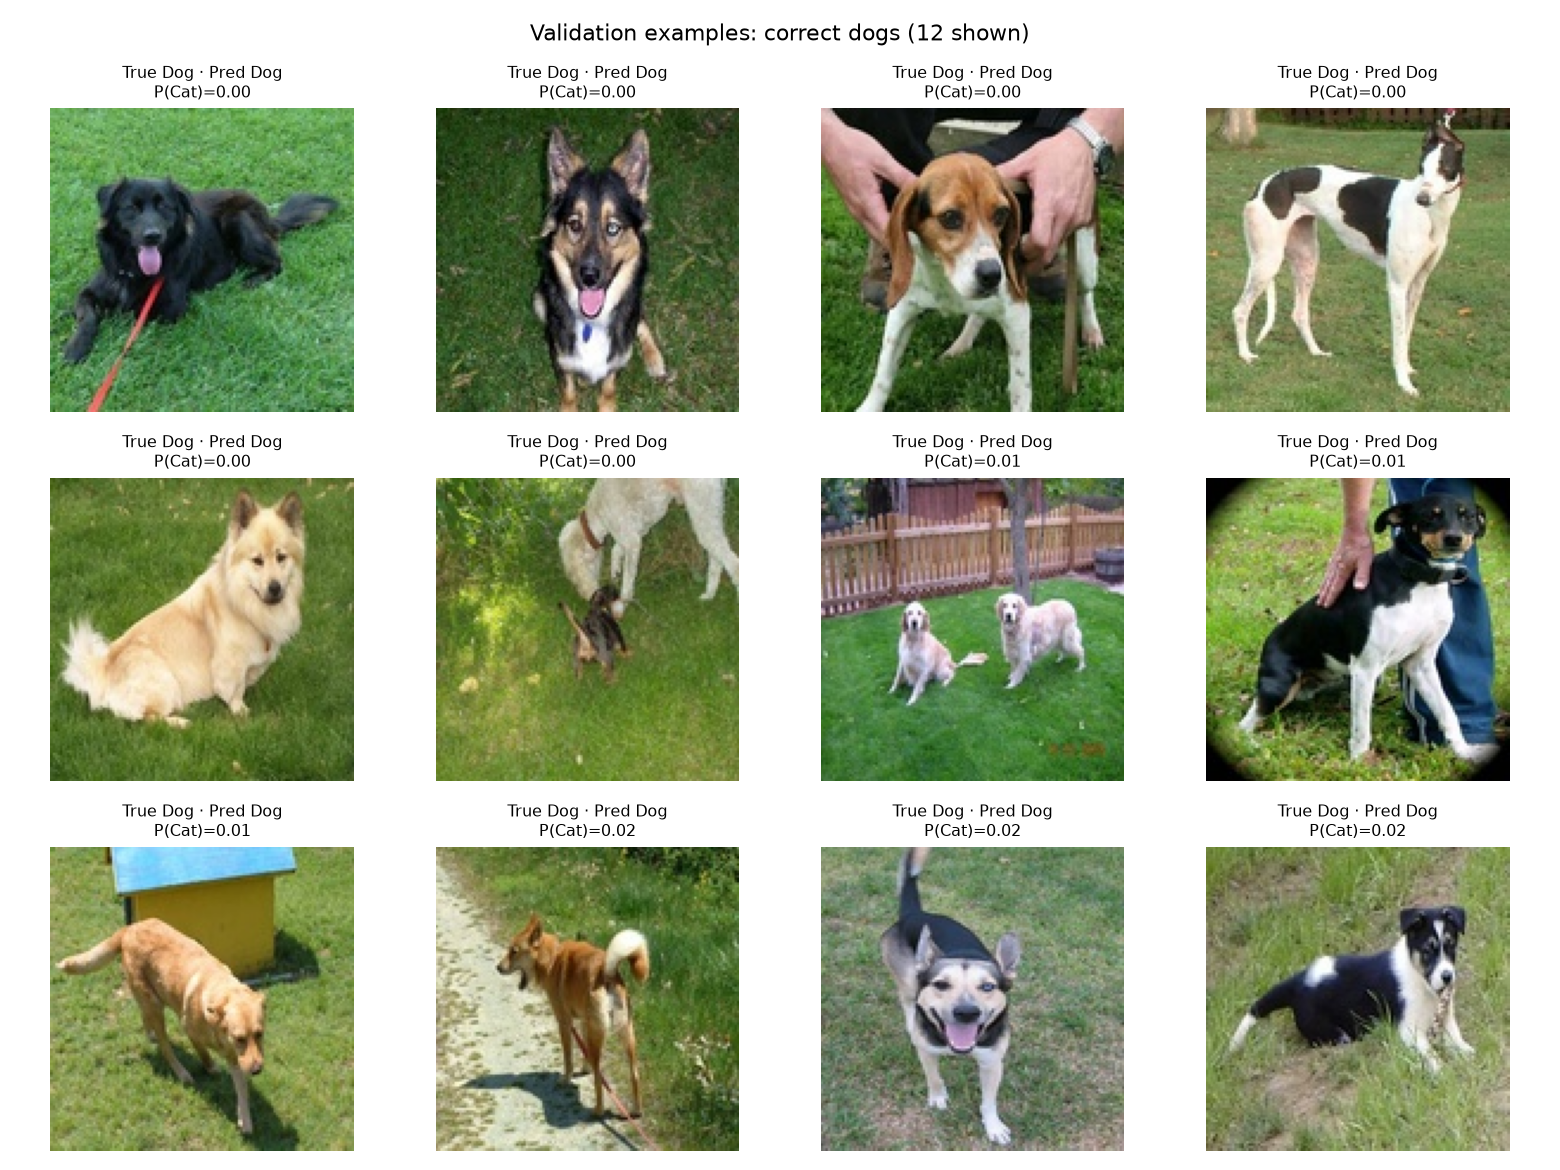 Validation examples: correct dogs (12 shown)
True Dog · Pred Dog
P(Cat)=0.00
True Dog · Pred Dog
P(Cat)=0.00
True Dog · Pred Dog
P(Cat)=0.00
True Dog · Pred Dog
P(Cat)=0.00
True Dog · Pred Dog
P(Cat)=0.00
True Dog · Pred Dog
P(Cat)=0.00
True Dog · Pred Dog
P(Cat)=0.01
True Dog · Pred Dog
P(Cat)=0.01
True Dog · Pred Dog
P(Cat)=0.01
True Dog · Pred Dog
P(Cat)=0.02
True Dog · Pred Dog
P(Cat)=0.02
True Dog · Pred Dog
P(Cat)=0.02